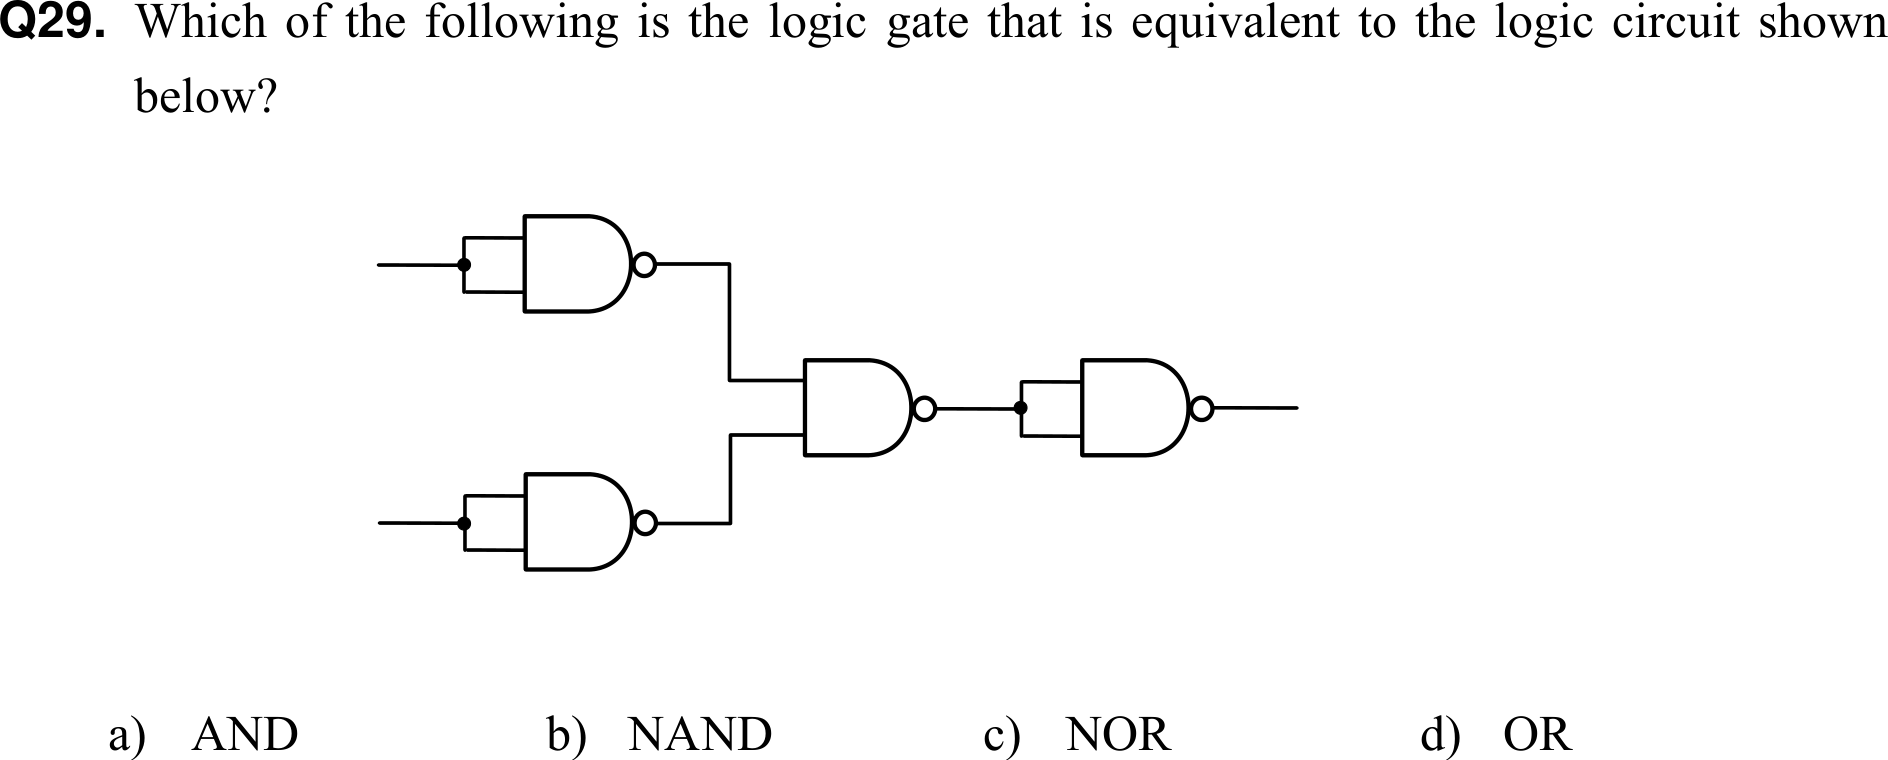 Q29. Which of the following is the logic gate that is equivalent to the logic circuit shown
below?
a) AND b) NAND c) NOR d) OR